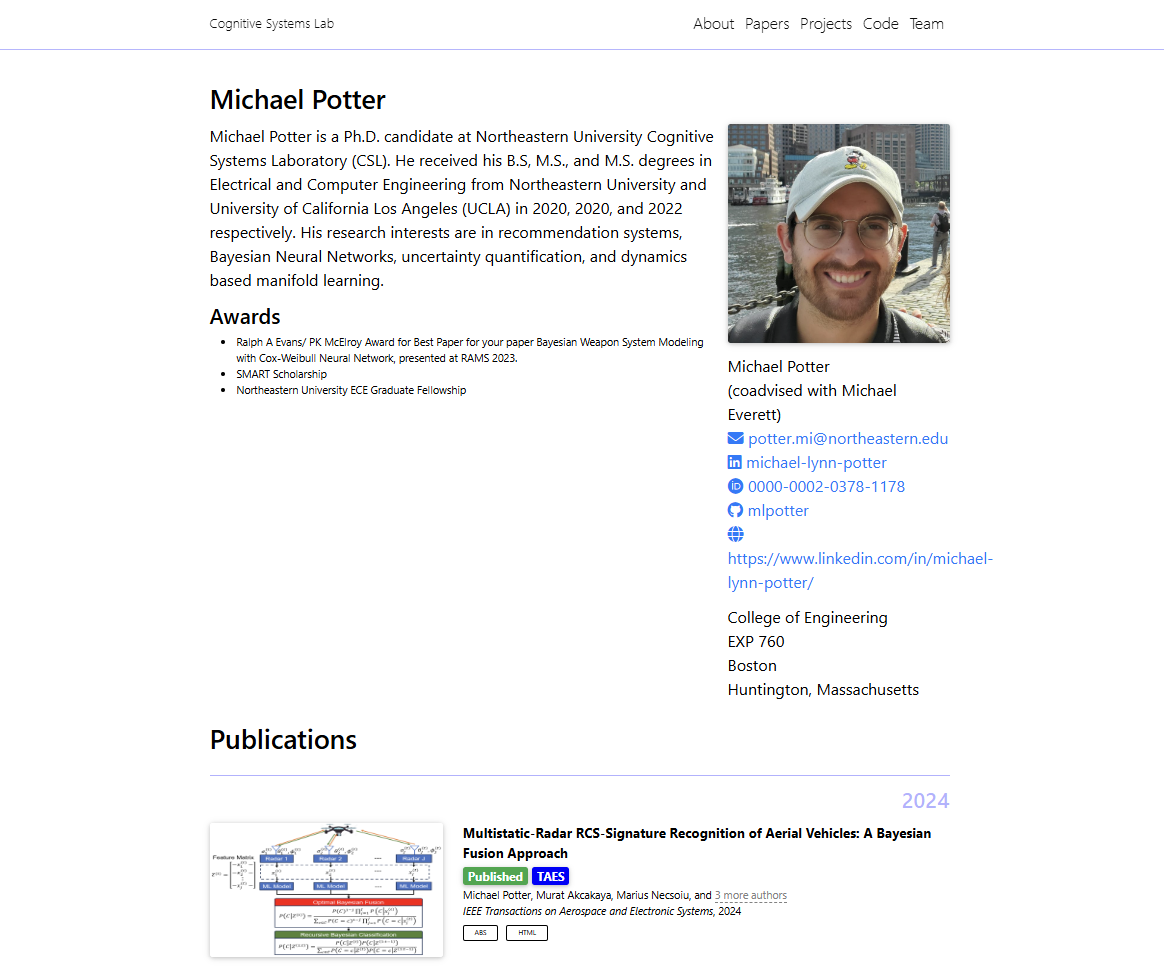 Cognitive Systems Lab
About Papers Projects Code Team
Michael Potter
Michael Potter is a Ph.D. candidate at Northeastern University Cognitive
Systems Laboratory (CSL). He received his B.S, M.S., and M.S. degrees in
Electrical and Computer Engineering from Northeastern University and
University of California Los Angeles (UCLA) in 2020, 2020, and 2022
respectively. His research interests are in recommendation systems,
Bayesian Neural Networks, uncertainty quantification, and dynamics
based manifold learning.
Awards
Ralph A Evans/ PK McElroy Award for Best Paper for your paper Bayesian Weapon System Modeling
with Cox-Weibull Neural Network, presented at RAMS 2023.
SMART Scholarship
Northeastern University ECE Graduate Fellowship
Michael Potter
(coadvised with Michael
Everett)
potter.mi@northeastern.edu
michael-lynn-potter
0000-0002-0378-1178
mlpotter
https://www.linkedin.com/in/michael-
lynn-potter/
College of Engineering
EXP 760
Boston
Huntington, Massachusetts
Publications
2024
Feature Matrix
Radar 1 Radar 2 Radar J
ML Model ML Model ML Model
Optimal Bayesian Fusion
Recursive Bayesian Classification
Multistatic-Radar RCS-Signature Recognition of Aerial Vehicles: A Bayesian
Fusion Approach
Published TAES
Michael Potter, Murat Akcakaya, Marius Necsoiu, and 3 more authors
IEEE Transactions on Aerospace and Electronic Systems, 2024
ABS HTML